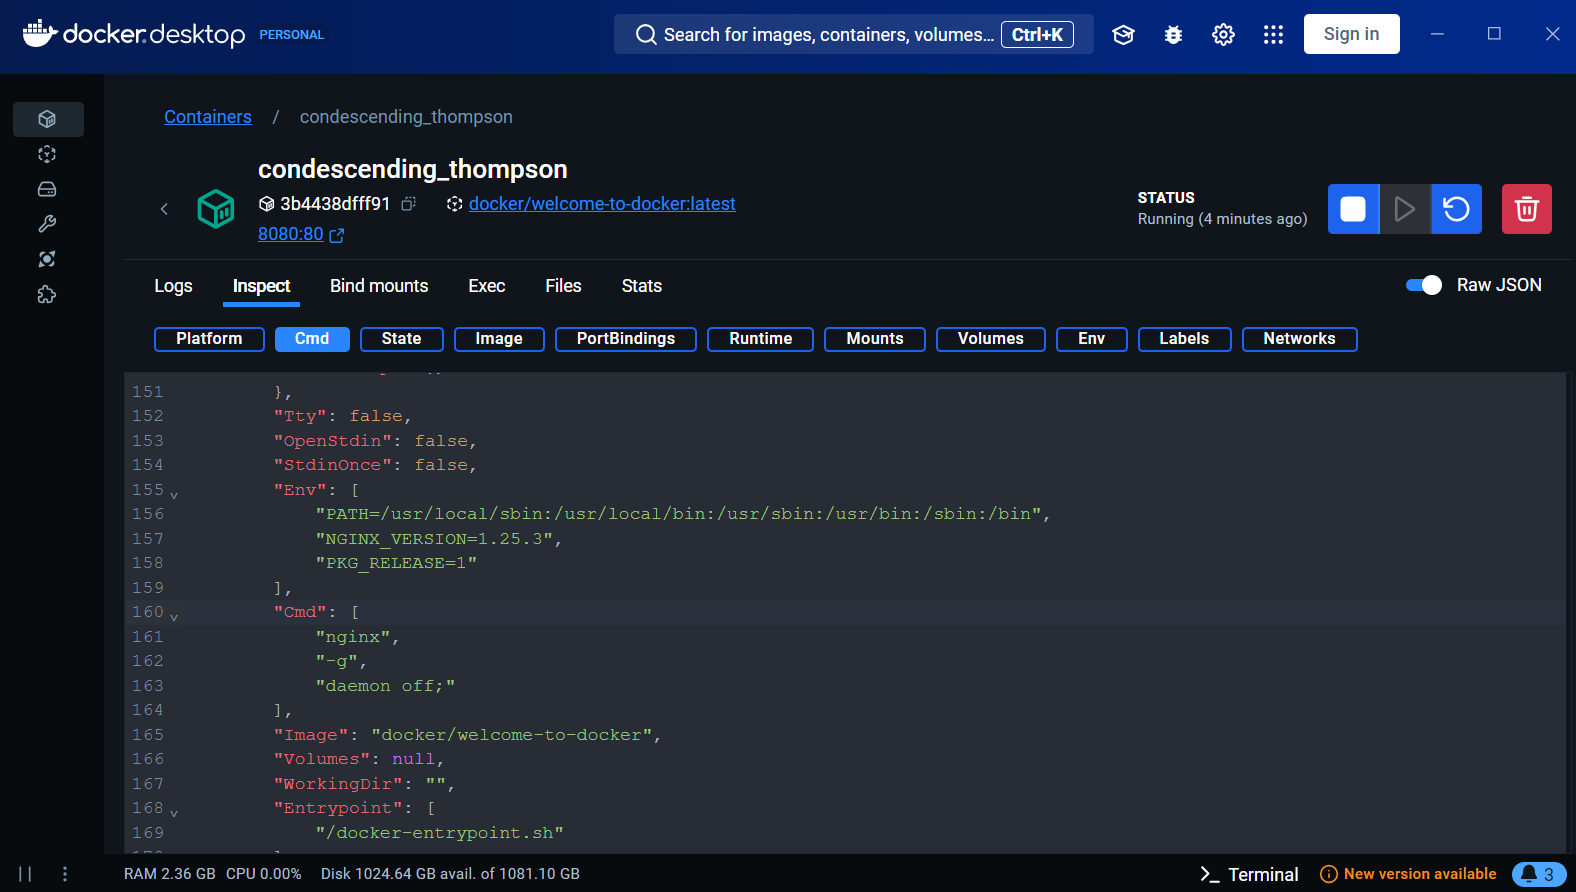 docker.desktop PERSONAL
Search for images, containers, volumes... Ctrl+K
Sign in
Containers / condescending_thompson
condescending_thompson
3b4438dfff91 docker/welcome-to-docker:latest
8080:80
STATUS
Running (4 minutes ago)
Logs Inspect Bind mounts Exec Files Stats
Raw JSON
Platform Cmd State Image PortBindings Runtime Mounts Volumes Env Labels Networks
151 },
152 "Tty": false,
153 "OpenStdin": false,
154 "StdinOnce": false,
155 "Env": [
156 "PATH=/usr/local/sbin:/usr/local/bin:/usr/sbin:/usr/bin:/sbin:/bin",
157 "NGINX_VERSION=1.25.3",
158 "PKG_RELEASE=1"
159 ],
160 "Cmd": [
161 "nginx",
162 "-g",
163 "daemon off;"
164 ],
165 "Image": "docker/welcome-to-docker",
166 "Volumes": null,
167 "WorkingDir": "",
168 "Entrypoint": [
169 "/docker-entrypoint.sh"
RAM 2.36 GB CPU 0.00% Disk 1024.64 GB avail. of 1081.10 GB
Terminal
New version available
3